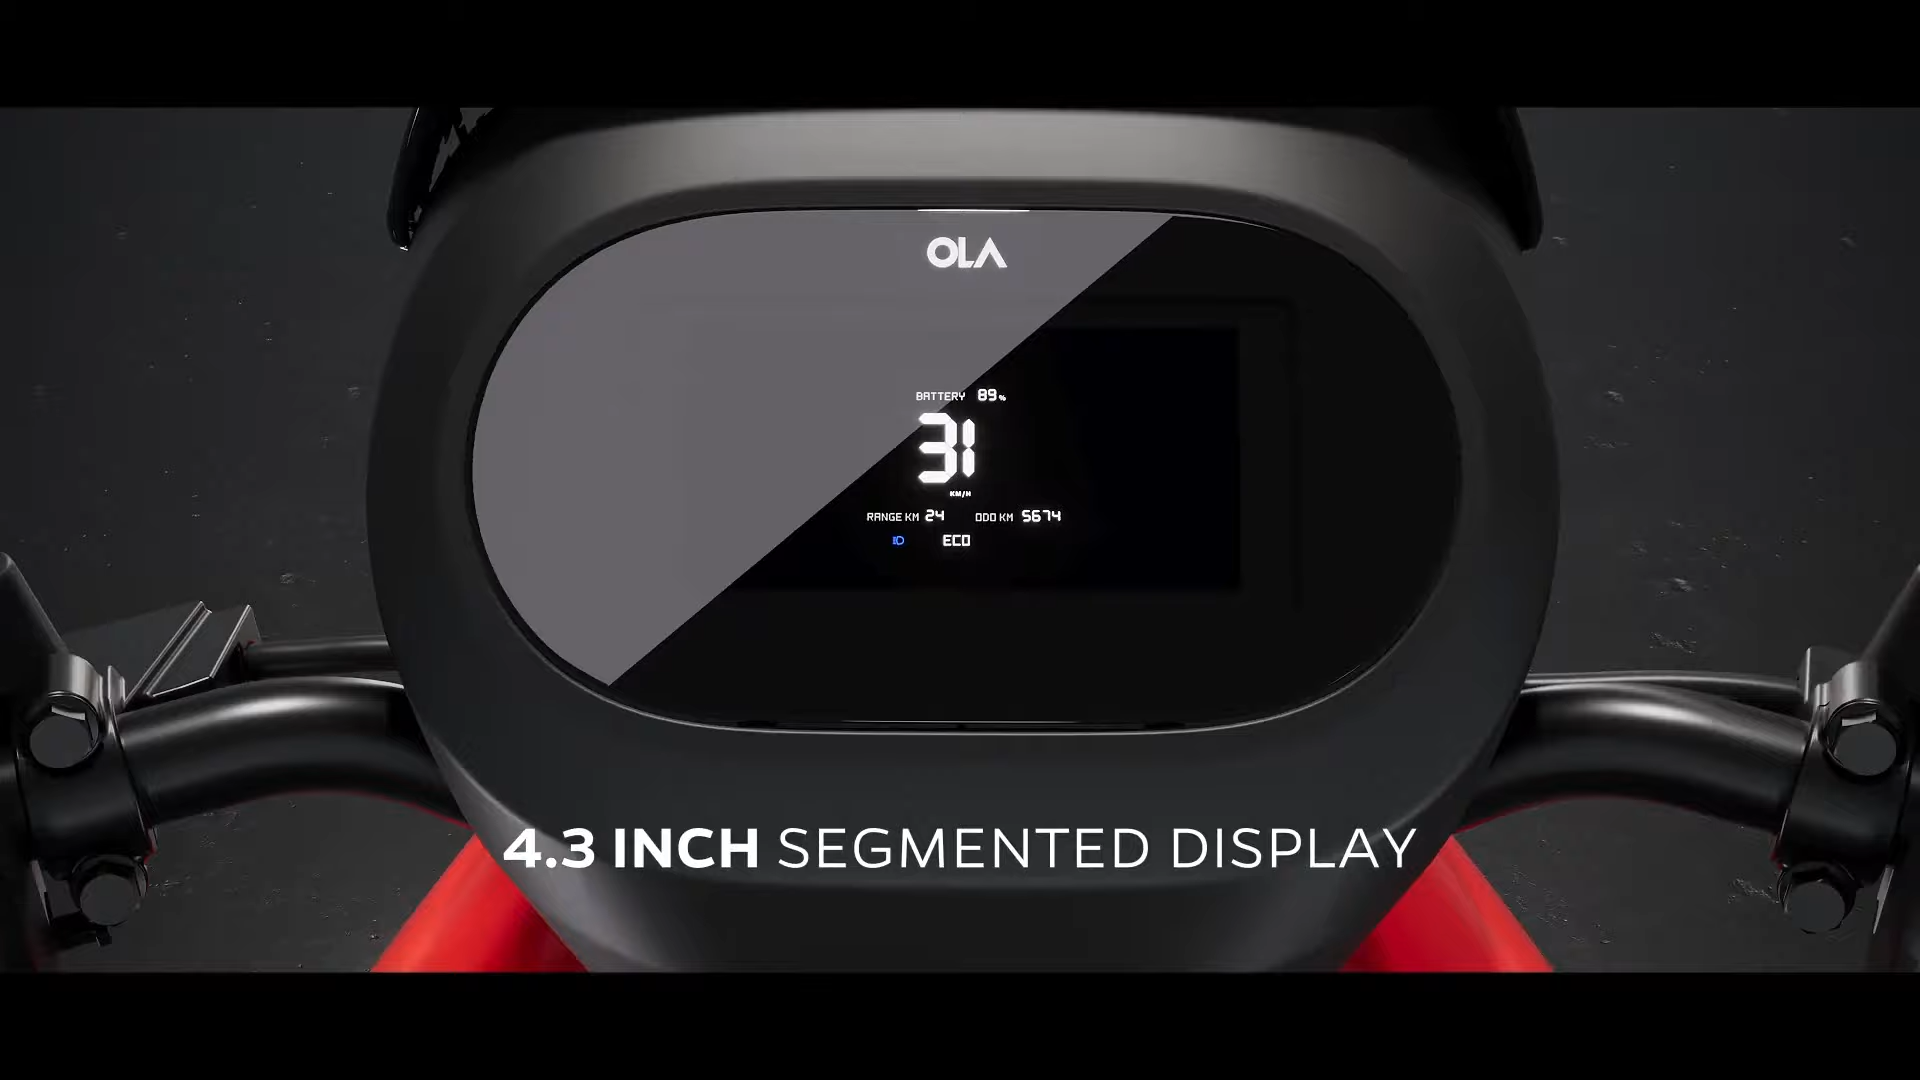 OLA
BATTERY 89%
31
KM/H
RANGE KM 24 ODO KM 5674
ECO
4.3 INCH SEGMENTED DISPLAY